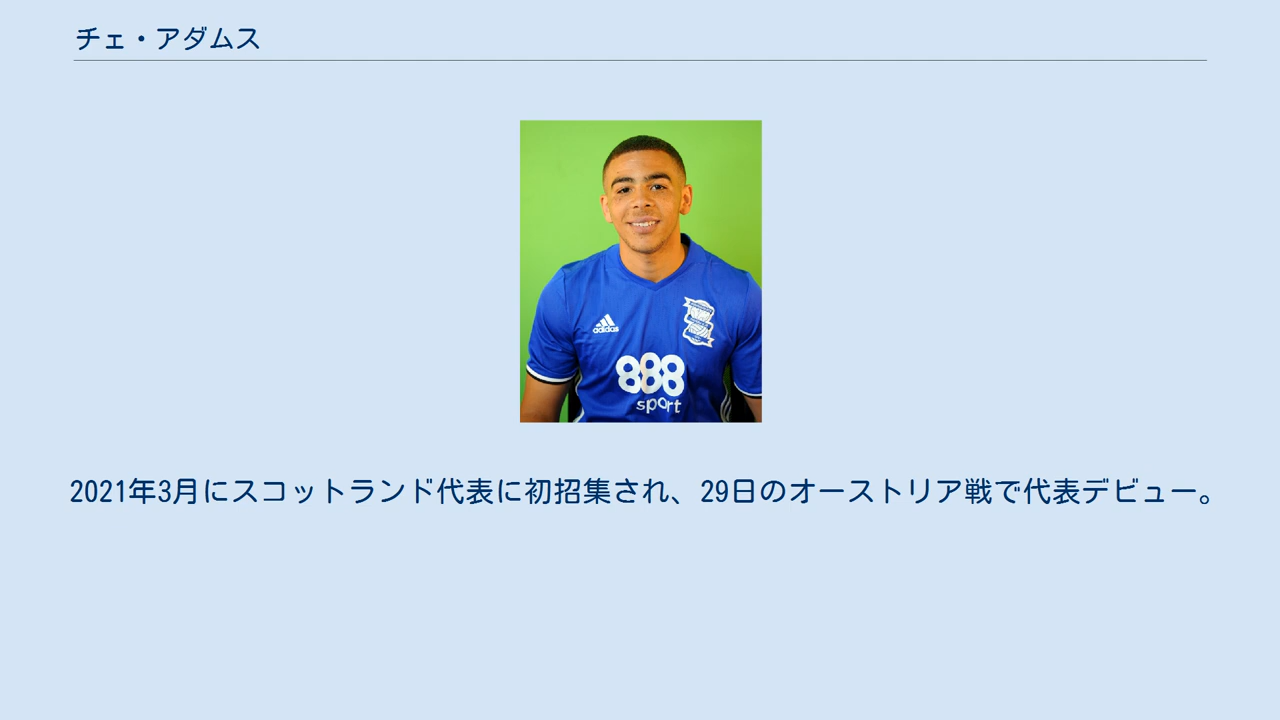 チェ・アダムス
adidas
888
sport
2021年3月にスコットランド代表に初招集され、29日のオーストリア戦で代表デビュー。